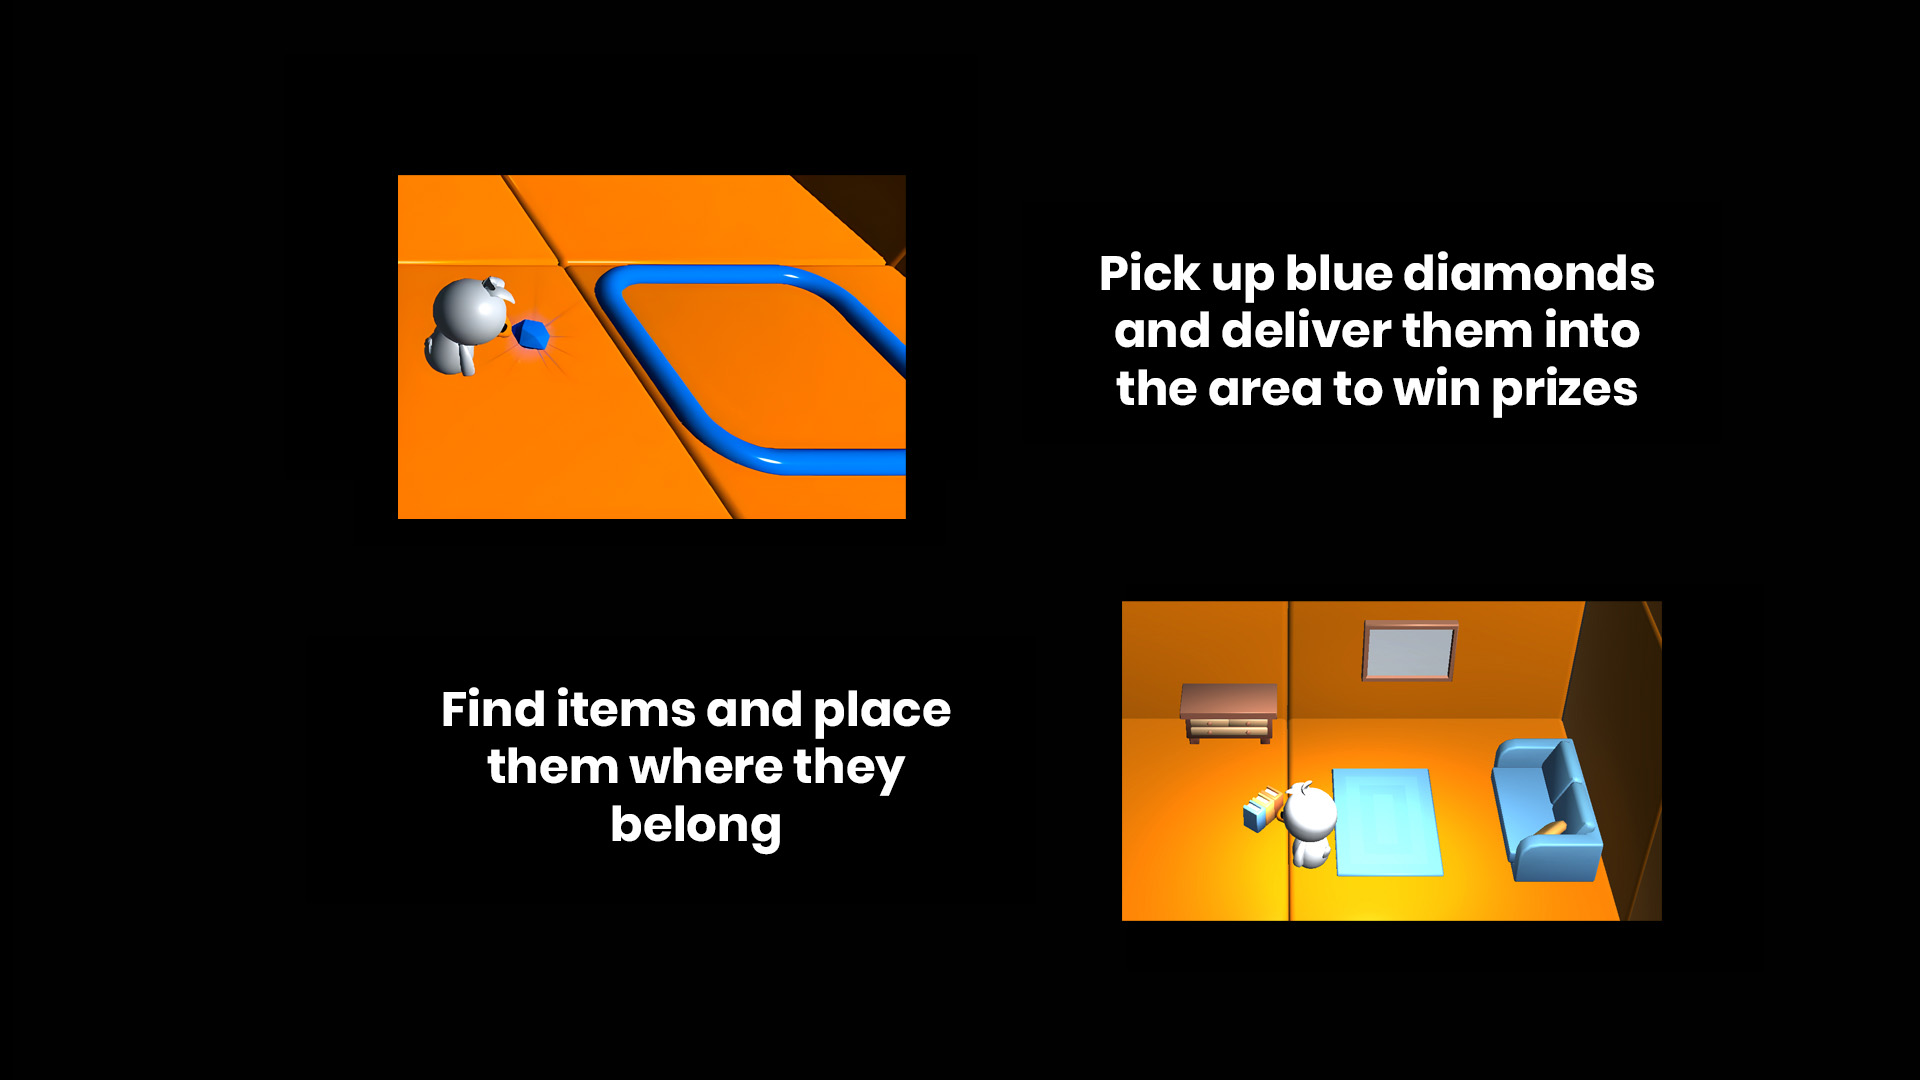 Pick up blue diamonds
and deliver them into
the area to win prizes
Find items and place
them where they
belong